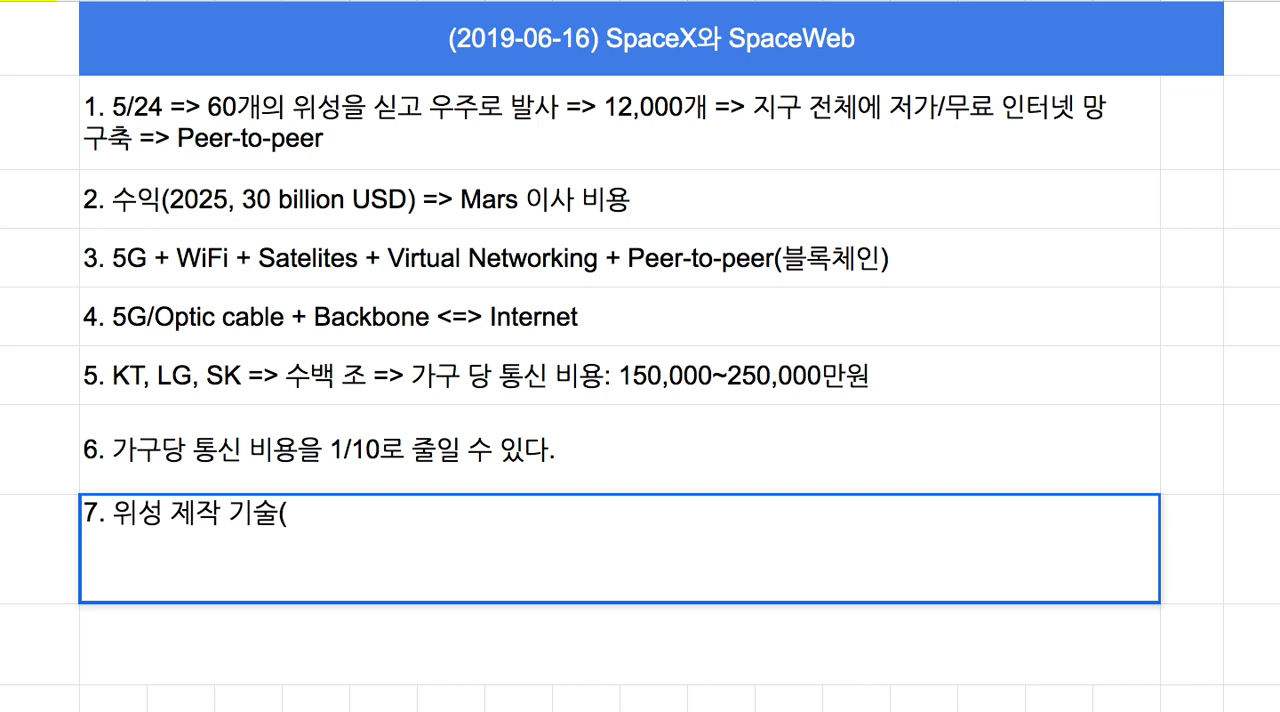 (2019-06-16) SpaceX와 SpaceWeb
1. 5/24 => 60개의 위성을 싣고 우주로 발사 => 12,000개 => 지구 전체에 저가/무료 인터넷 망
구축 => Peer-to-peer
2. 수익(2025, 30 billion USD) => Mars 이사 비용
3. 5G + WiFi + Satelites + Virtual Networking + Peer-to-peer(블록체인)
4. 5G/Optic cable + Backbone <=> Internet
5. KT, LG, SK => 수백 조 => 가구 당 통신 비용: 150,000~250,000만원
6. 가구당 통신 비용을 1/10로 줄일 수 있다.
7. 위성 제작 기술(